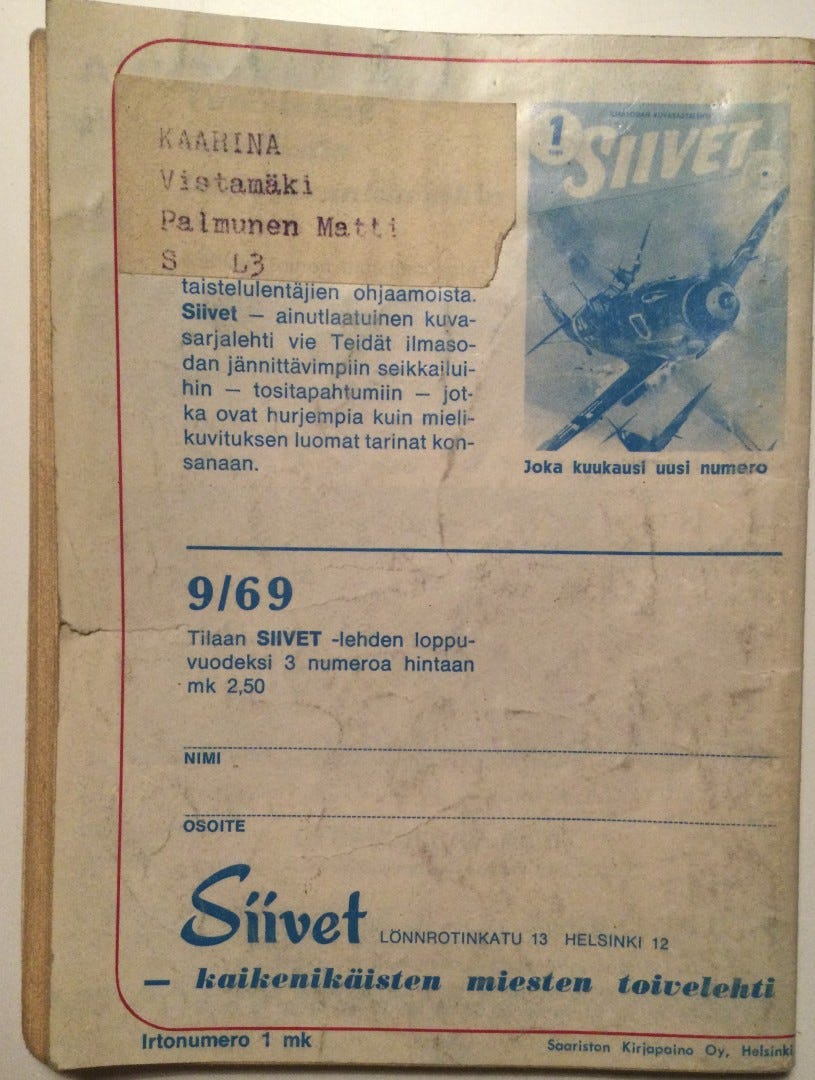 KAARINA
Vistamäki
Palmunen Matti
S L3
taistelulentäjien ohjaamoista.
Siivet — ainutlaatuinen kuva-
sarjalehti vie Teidät ilmaso-
dan jännittävimpiin seikkailui-
hin — tositapahtumiin — jot-
ka ovat hurjempia kuin mieli-
kuvituksen luomat tarinat kon-
sanaan.
1
SIIVET
Joka kuukausi uusi numero
9/69
Tilaan SIIVET -lehden loppu-
vuodeksi 3 numeroa hintaan
mk 2,50
NIMI
OSOITE
Siivet LÖNNROTINKATU 13 HELSINKI 12
— kaikenikäisten miesten toivelehti
Irtonumero 1 mk
Saariston Kirjapaino Oy, Helsinki